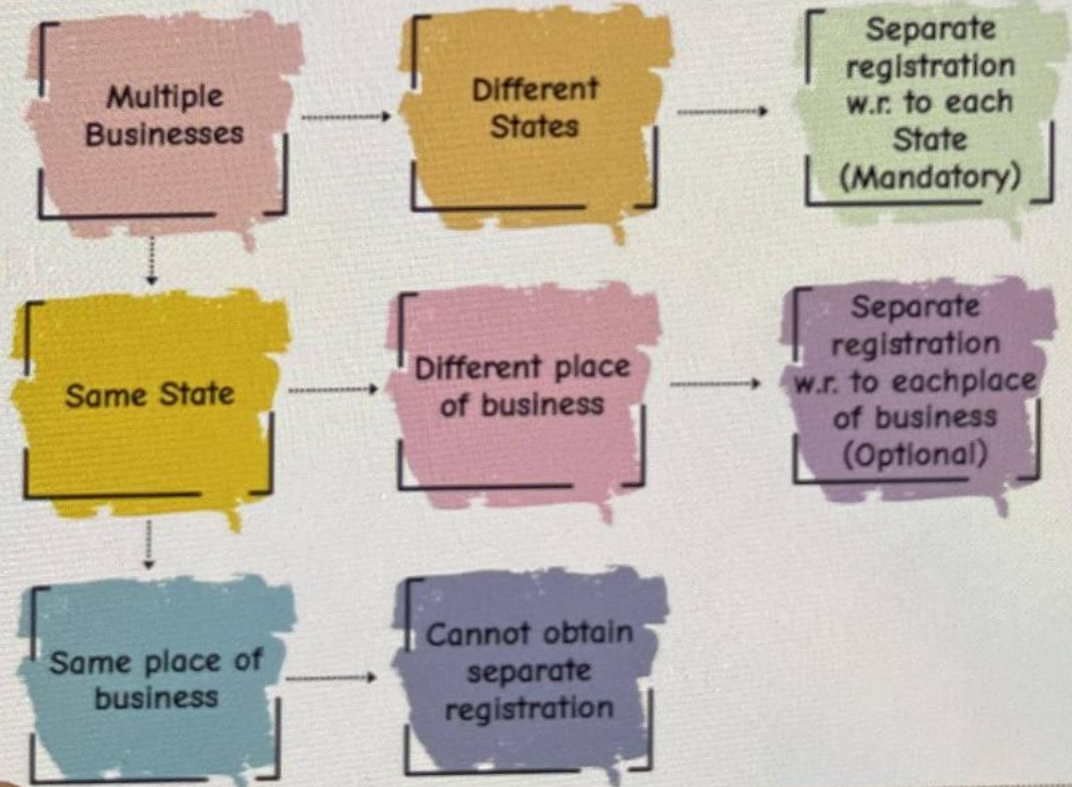 Multiple
Businesses
Different
States
Separate
registration
w.r. to each
State
(Mandatory)
Same State
Different place
of business
Separate
registration
w.r. to eachplace
of business
(Optional)
Same place of
business
Cannot obtain
separate
registration